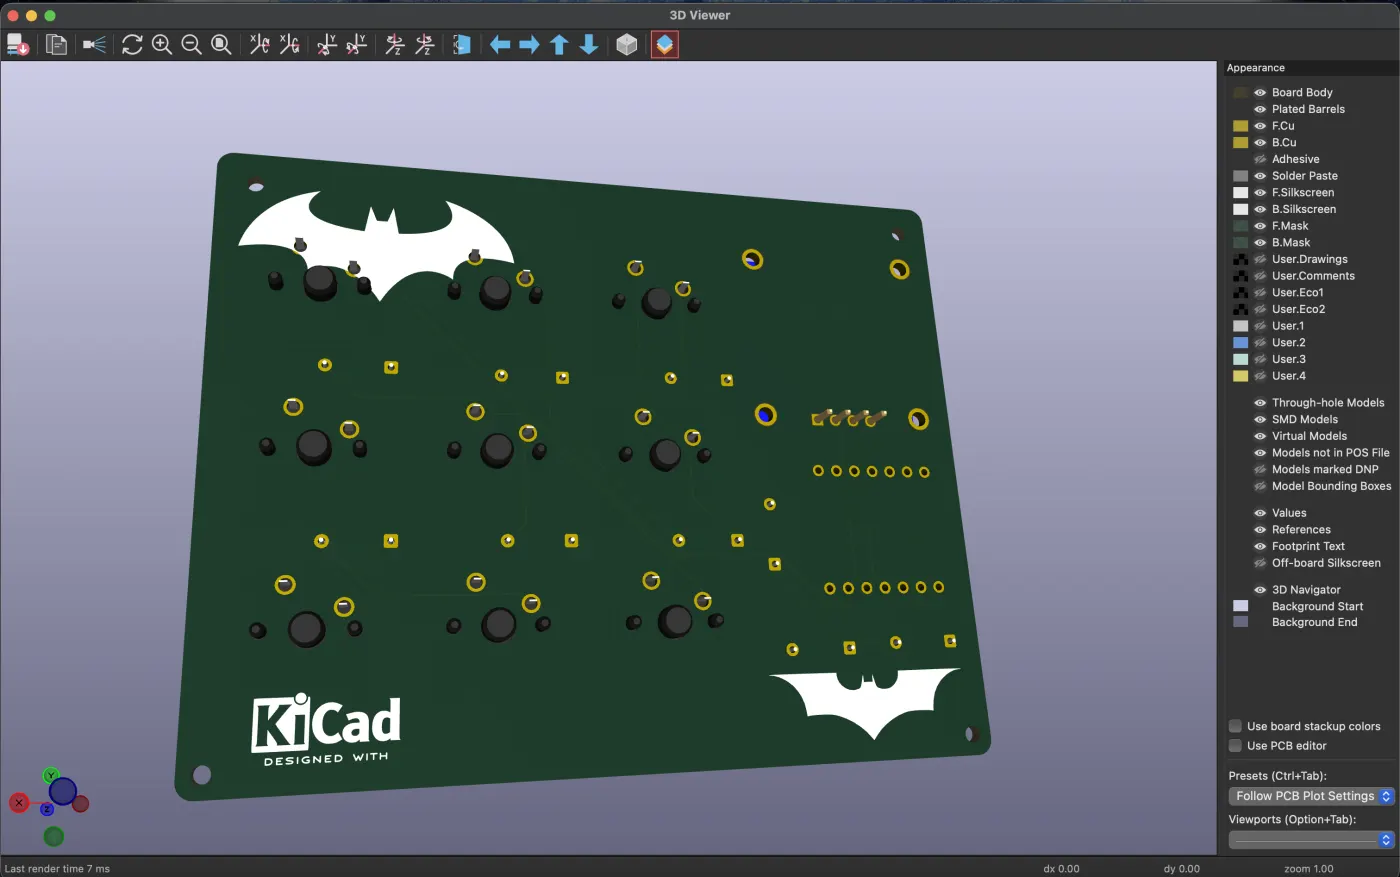 3D Viewer
Appearance
Board Body
Plated Barrels
F.Cu
B.Cu
Adhesive
Solder Paste
F.Silkscreen
B.Silkscreen
F.Mask
B.Mask
User.Drawings
User.Comments
User.Eco1
User.Eco2
User.1
User.2
User.3
User.4
Through-hole Models
SMD Models
Virtual Models
Models not in POS File
Models marked DNP
Model Bounding Boxes
Values
References
Footprint Text
Off-board Silkscreen
3D Navigator
Background Start
Background End
Use board stackup colors
Use PCB editor
Presets (Ctrl+Tab):
Follow PCB Plot Settings
Viewports (Option+Tab):
KiCad
DESIGNED WITH
Y
X
Z
Last render time 7 ms
dx 0.00
dy 0.00
zoom 1.00